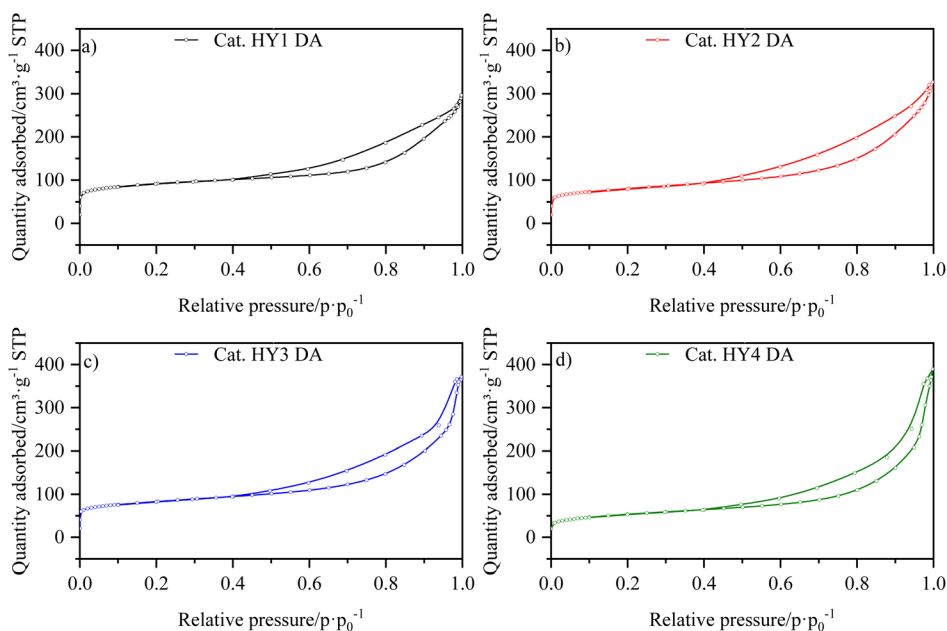 a)
Cat. HY1 DA
Quantity adsorbed/cm³·g⁻¹ STP
400
300
200
100
0
0.0 0.2 0.4 0.6 0.8 1.0
Relative pressure/p·p₀⁻¹
b)
Cat. HY2 DA
Quantity adsorbed/cm³·g⁻¹ STP
400
300
200
100
0
0.0 0.2 0.4 0.6 0.8 1.0
Relative pressure/p·p₀⁻¹
c)
Cat. HY3 DA
Quantity adsorbed/cm³·g⁻¹ STP
400
300
200
100
0
0.0 0.2 0.4 0.6 0.8 1.0
Relative pressure/p·p₀⁻¹
d)
Cat. HY4 DA
Quantity adsorbed/cm³·g⁻¹ STP
400
300
200
100
0
0.0 0.2 0.4 0.6 0.8 1.0
Relative pressure/p·p₀⁻¹